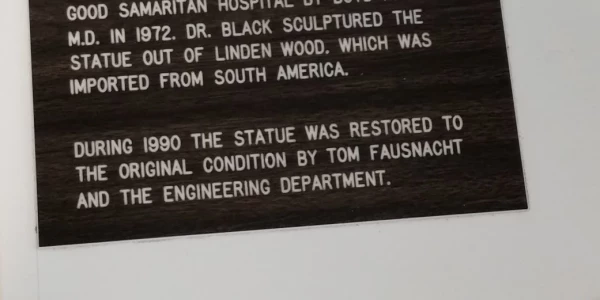 GOOD SAMARITAN HOSPITAL BY
M.D. IN 1972. DR. BLACK SCULPTURED THE
STATUE OUT OF LINDEN WOOD, WHICH WAS
IMPORTED FROM SOUTH AMERICA.
DURING 1990 THE STATUE WAS RESTORED TO
THE ORIGINAL CONDITION BY TOM FAUSNACHT
AND THE ENGINEERING DEPARTMENT.